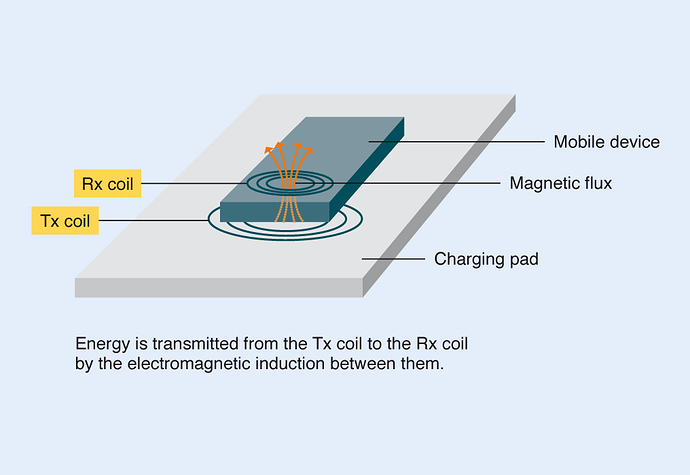 Mobile device
Rx coil
Magnetic flux
Tx coil
Charging pad
Energy is transmitted from the Tx coil to the Rx coil
by the electromagnetic induction between them.